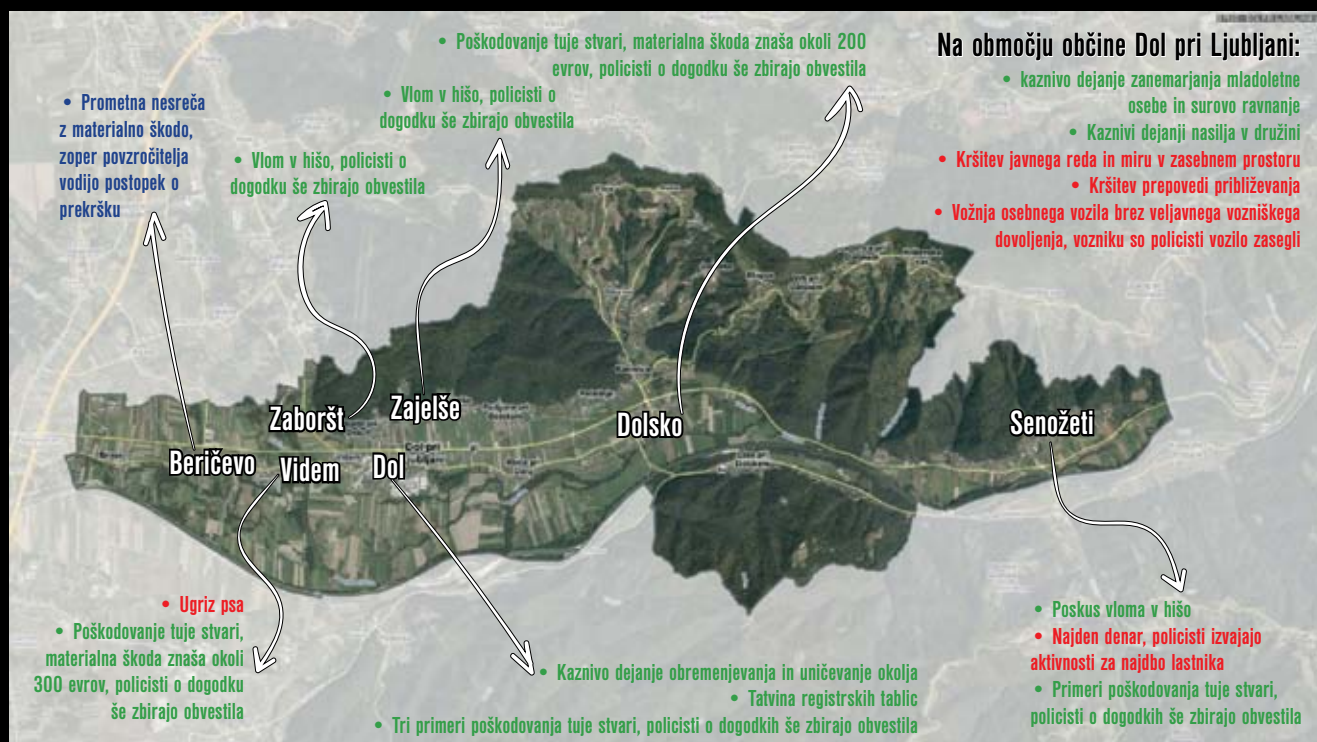 • Poškodovanje tuje stvari, materialna škoda znaša okoli 200
evrov, policisti o dogodku še zbirajo obvestila
Na območju občine Dol pri Ljubljani:
• kaznivo dejanje zanemarjanja mladoletne
osebe in surovo ravnanje
• Kaznivi dejanji nasilja v družini
• Kršitev javnega reda in miru v zasebnem prostoru
• Kršitev prepovedi približevanja
• Vožnja osebnega vozila brez veljavnega vozniškega
dovoljenja, vozniku so policisti vozilo zasegli
• Vlom v hišo, policisti o
dogodku še zbirajo obvestila
• Prometna nesreča
z materialno škodo,
zoper povzročitelja
vodijo postopek o
prekršku
• Vlom v hišo, policisti o
dogodku še zbirajo obvestila
Zaboršt
Zajelše
Dolsko
Senožeti
Beričevo
Videm
Dol
Dol pri
• Ugriz psa
• Poškodovanje tuje stvari,
materialna škoda znaša okoli
300 evrov, policisti o dogodku
še zbirajo obvestila
• Kaznivo dejanje obremenjevanja in uničevanje okolja
• Tatvina registrskih tablic
• Tri primeri poškodovanja tuje stvari, policisti o dogodkih še zbirajo obvestila
• Poskus vloma v hišo
• Najden denar, policisti izvajajo
aktivnosti za najdbo lastnika
• Primeri poškodovanja tuje stvari,
policisti o dogodkih še zbirajo obvestila